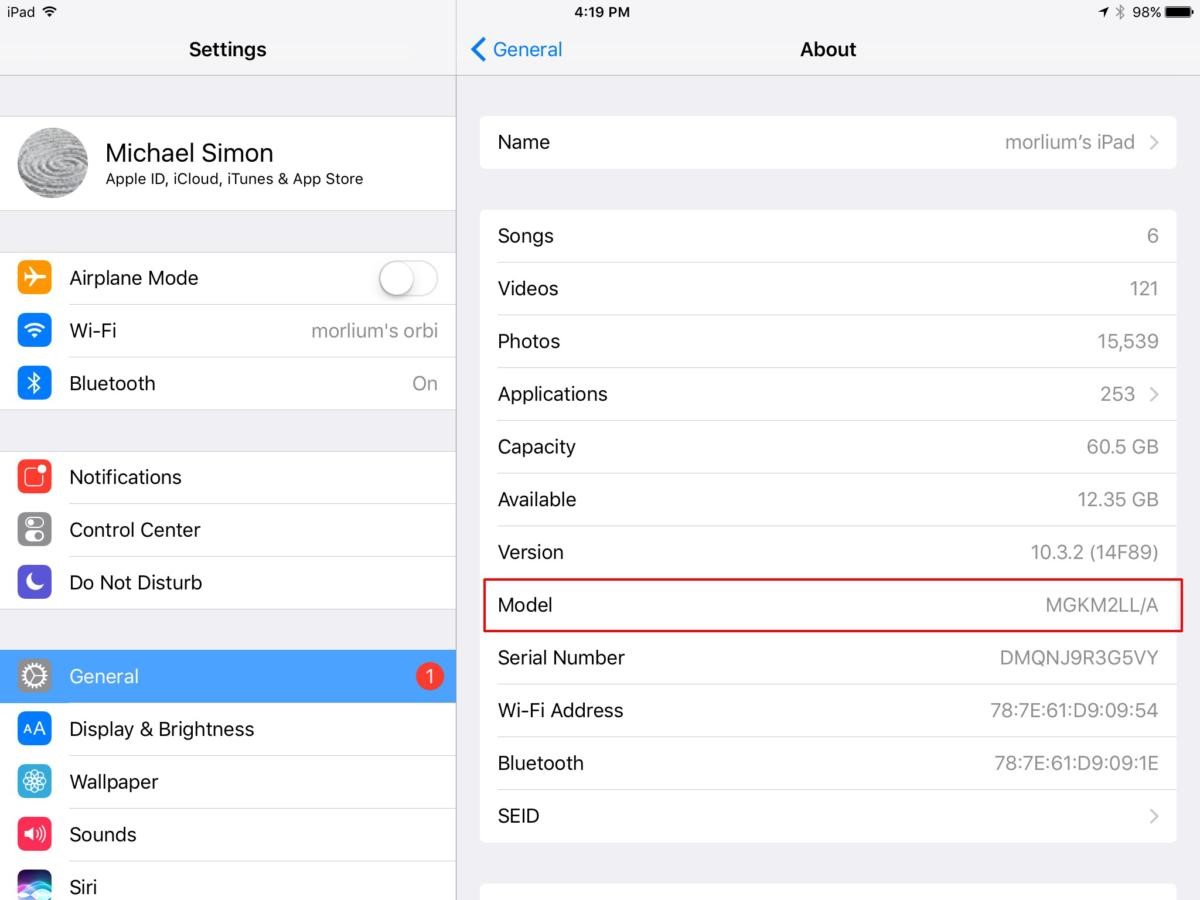 iPad 4:19 PM 98%
Settings
General About
Michael Simon
Apple ID, iCloud, iTunes & App Store
Airplane Mode
Wi-Fi morlium's orbi
Bluetooth On
Notifications
Control Center
Do Not Disturb
General 1
AA Display & Brightness
Wallpaper
Sounds
Siri
Name morlium’s iPad
Songs 6
Videos 121
Photos 15,539
Applications 253
Capacity 60.5 GB
Available 12.35 GB
Version 10.3.2 (14F89)
Model MGKM2LL/A
Serial Number DMQNJ9R3G5VY
Wi-Fi Address 78:7E:61:D9:09:54
Bluetooth 78:7E:61:D9:09:1E
SEID